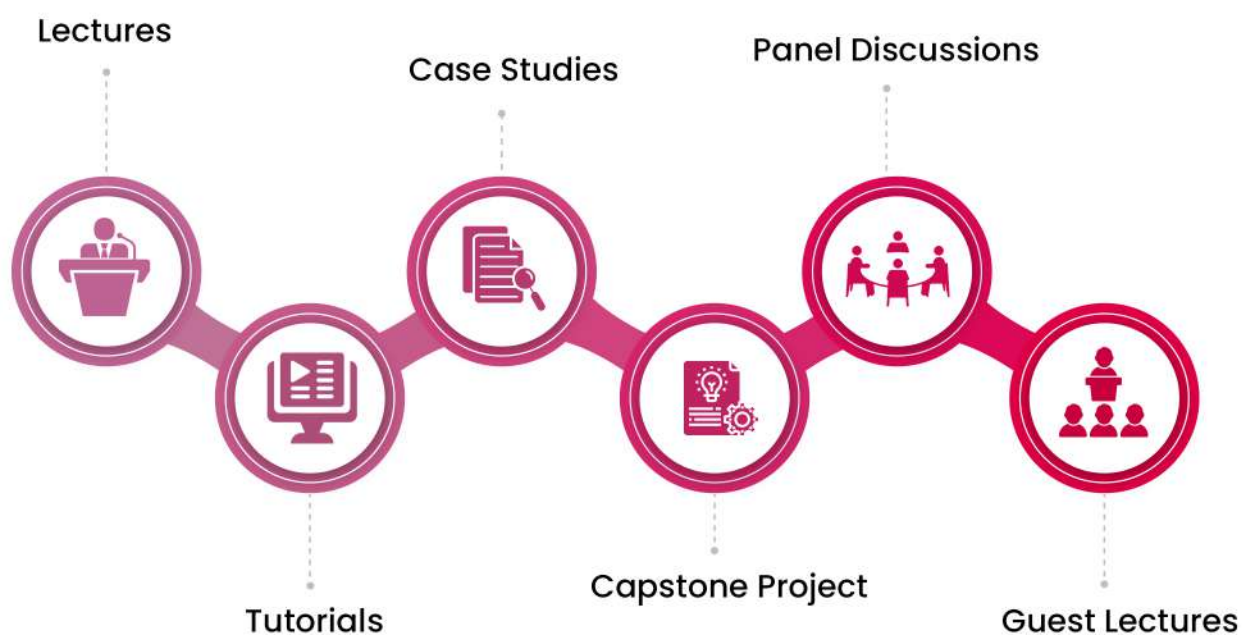 Lectures
Tutorials
Case Studies
Capstone Project
Panel Discussions
Guest Lectures